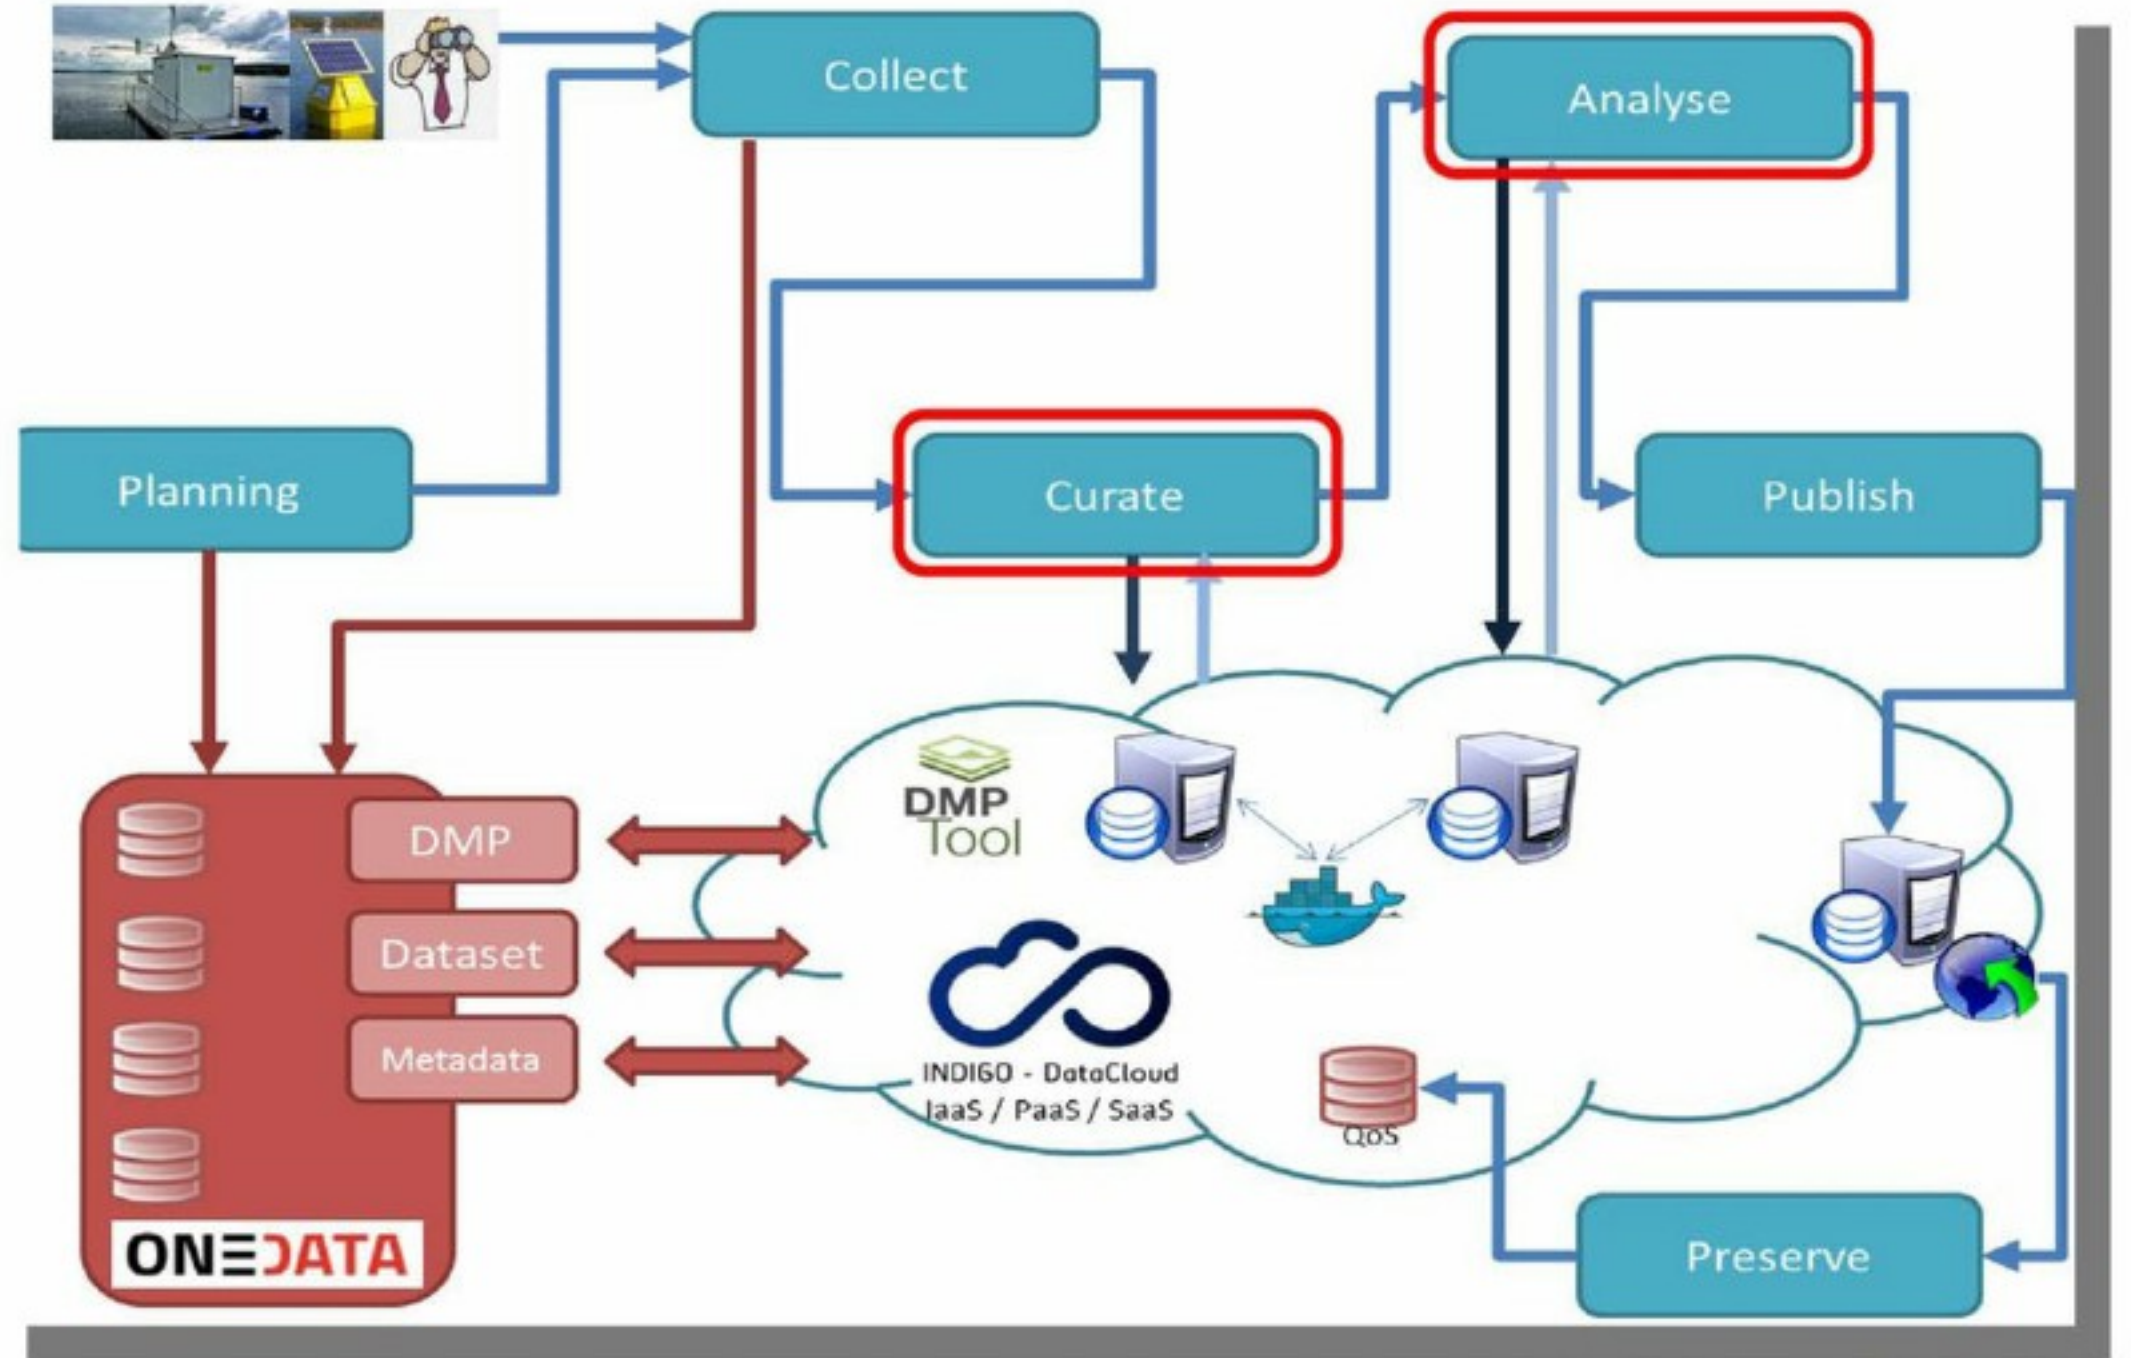 Collect
Analyse
Planning
Curate
Publish
DMP
Tool
DMP
Dataset
Metadata
INDIGO - DataCloud
IaaS / PaaS / SaaS
QoS
ONEDATA
Preserve